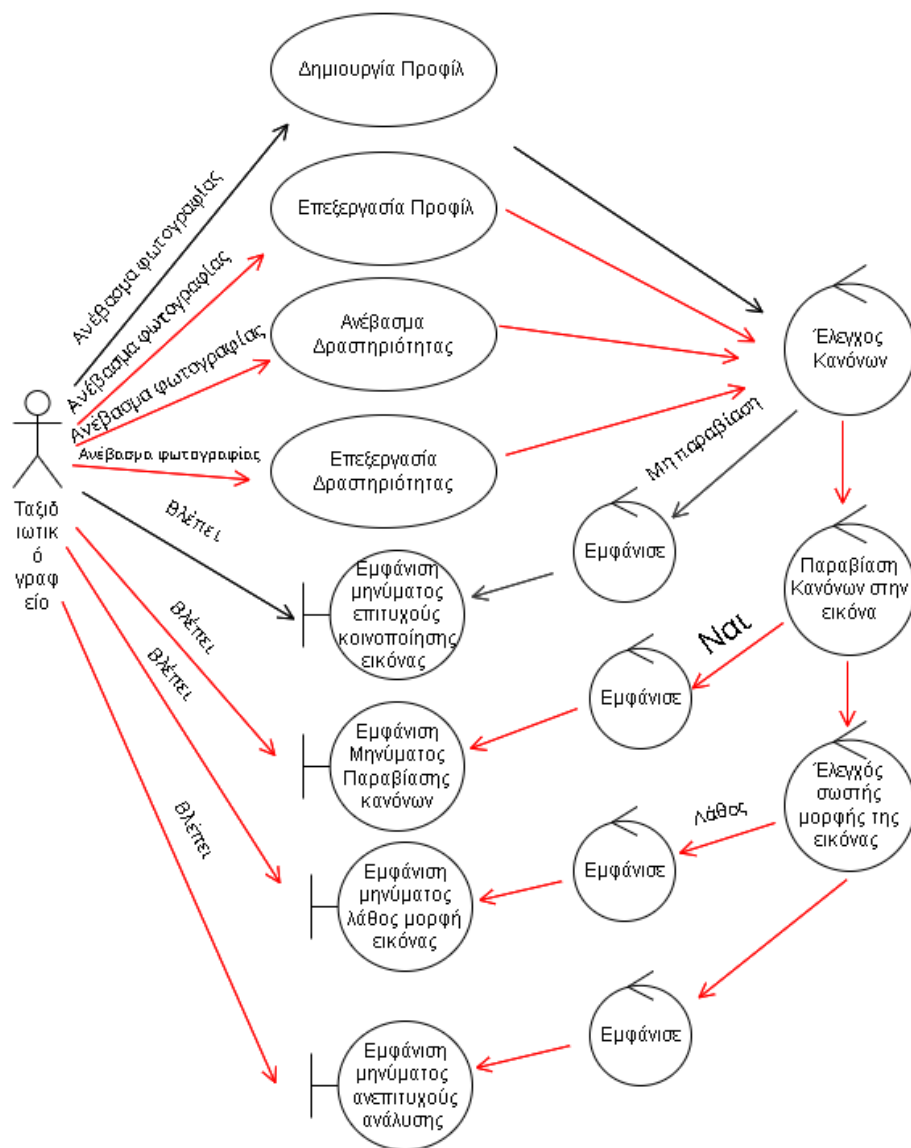 Δημιουργία Προφίλ
Ανέβασμα φωτογραφίας
Επεξεργασία Προφίλ
Ανέβασμα φωτογραφίας
Ανέβασμα
Δραστηριότητας
Ανέβασμα φωτογραφίας
Έλεγχος
Κανόνων
Επεξεργασία
Δραστηριότητας
Ανέβασμα φωτογραφίας
Μη παραβίαση
Ταξιδ
ιωτικ
ό
γραφ
είο
Βλέπει
Εμφάνισε
Εμφάνιση
μηνύματος
επιτυχούς
κοινοποίησης
εικόνας
Παραβίαση
Κανόνων στην
εικόνα
Βλέπει
Ναι
Εμφάνισε
Εμφάνιση
Μηνύματος
Παραβίασης
κανόνων
Βλέπει
Έλεγχός
σωστής
μορφής της
εικόνας
Λάθος
Εμφάνισε
Εμφάνιση
μηνύματος
λάθος μορφή
εικόνας
Βλέπει
Εμφάνισε
Εμφάνιση
μηνύματος
ανεπιτυχούς
ανάλυσης